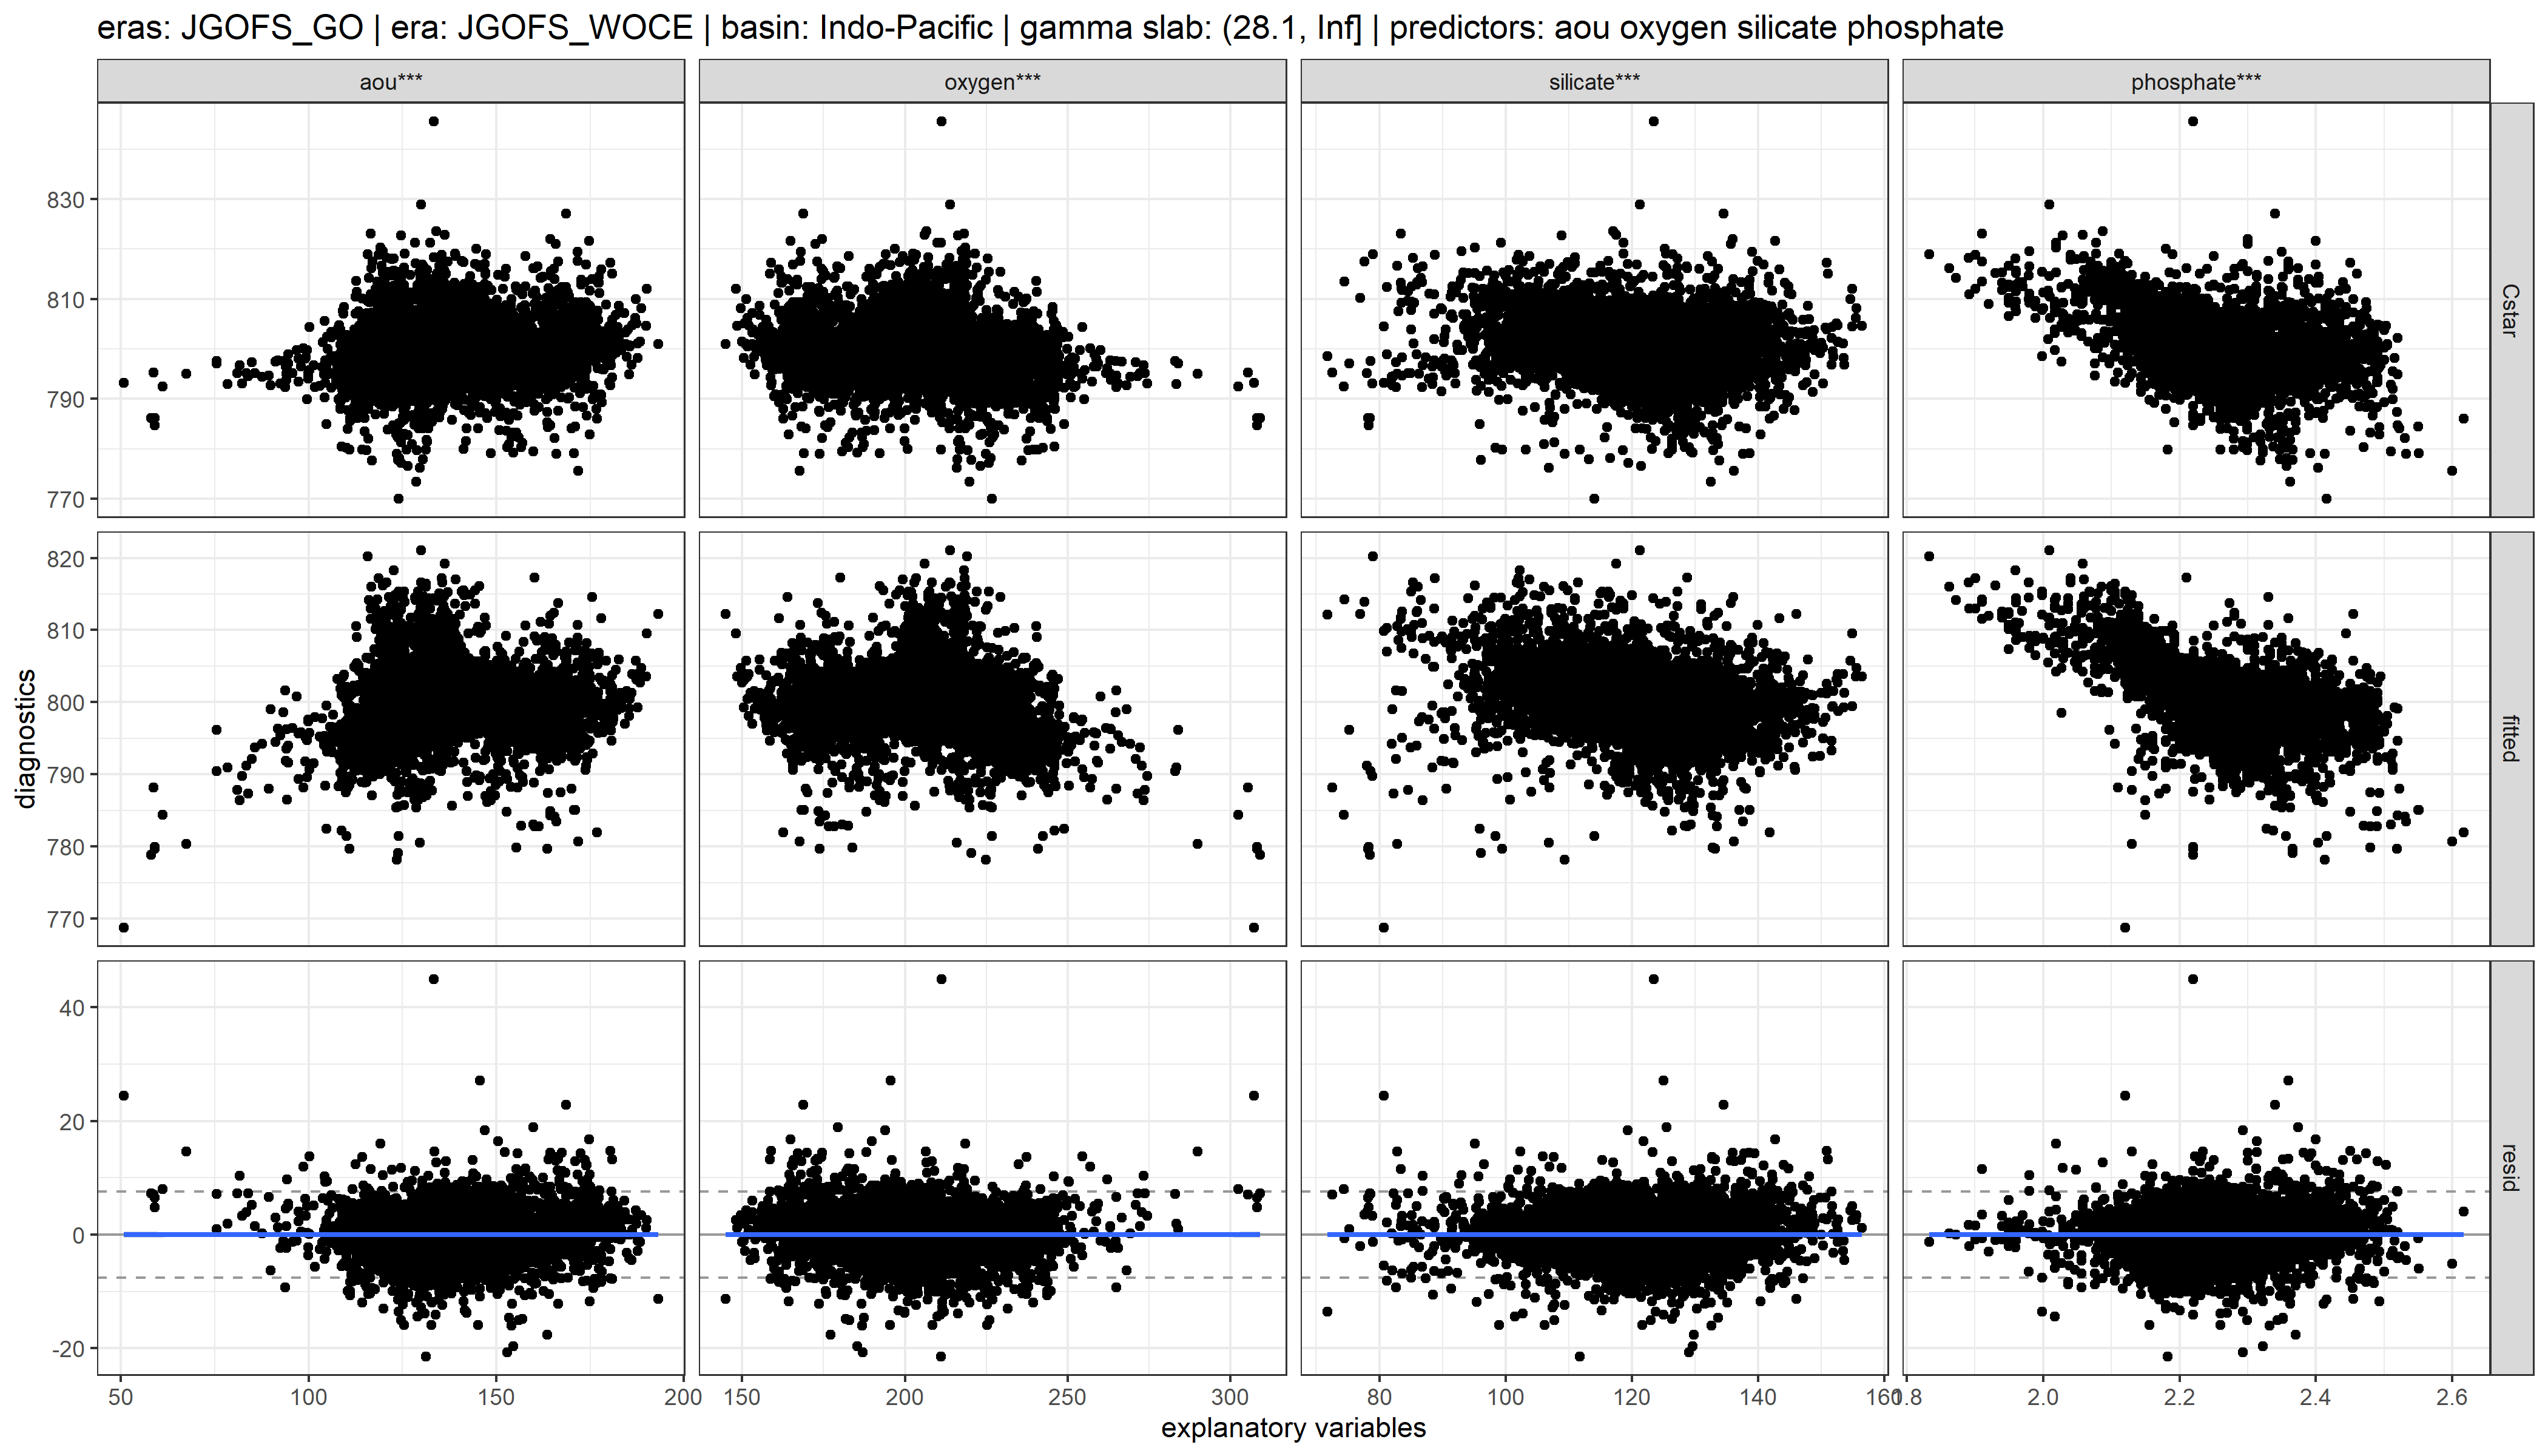 eras: JGOFS_GO | era: JGOFS_WOCE | basin: Indo-Pacific | gamma slab: (28.1, Inf] | predictors: aou oxygen silicate phosphate
aou*** oxygen*** silicate*** phosphate***
830
810
790
770
Cstar
820
810
800
790
780
770
fitted
diagnostics
40
20
0
-20
resid
50 100 150 200 150 200 250 300 80 100 120 140 160 1.8 2.0 2.2 2.4 2.6
explanatory variables